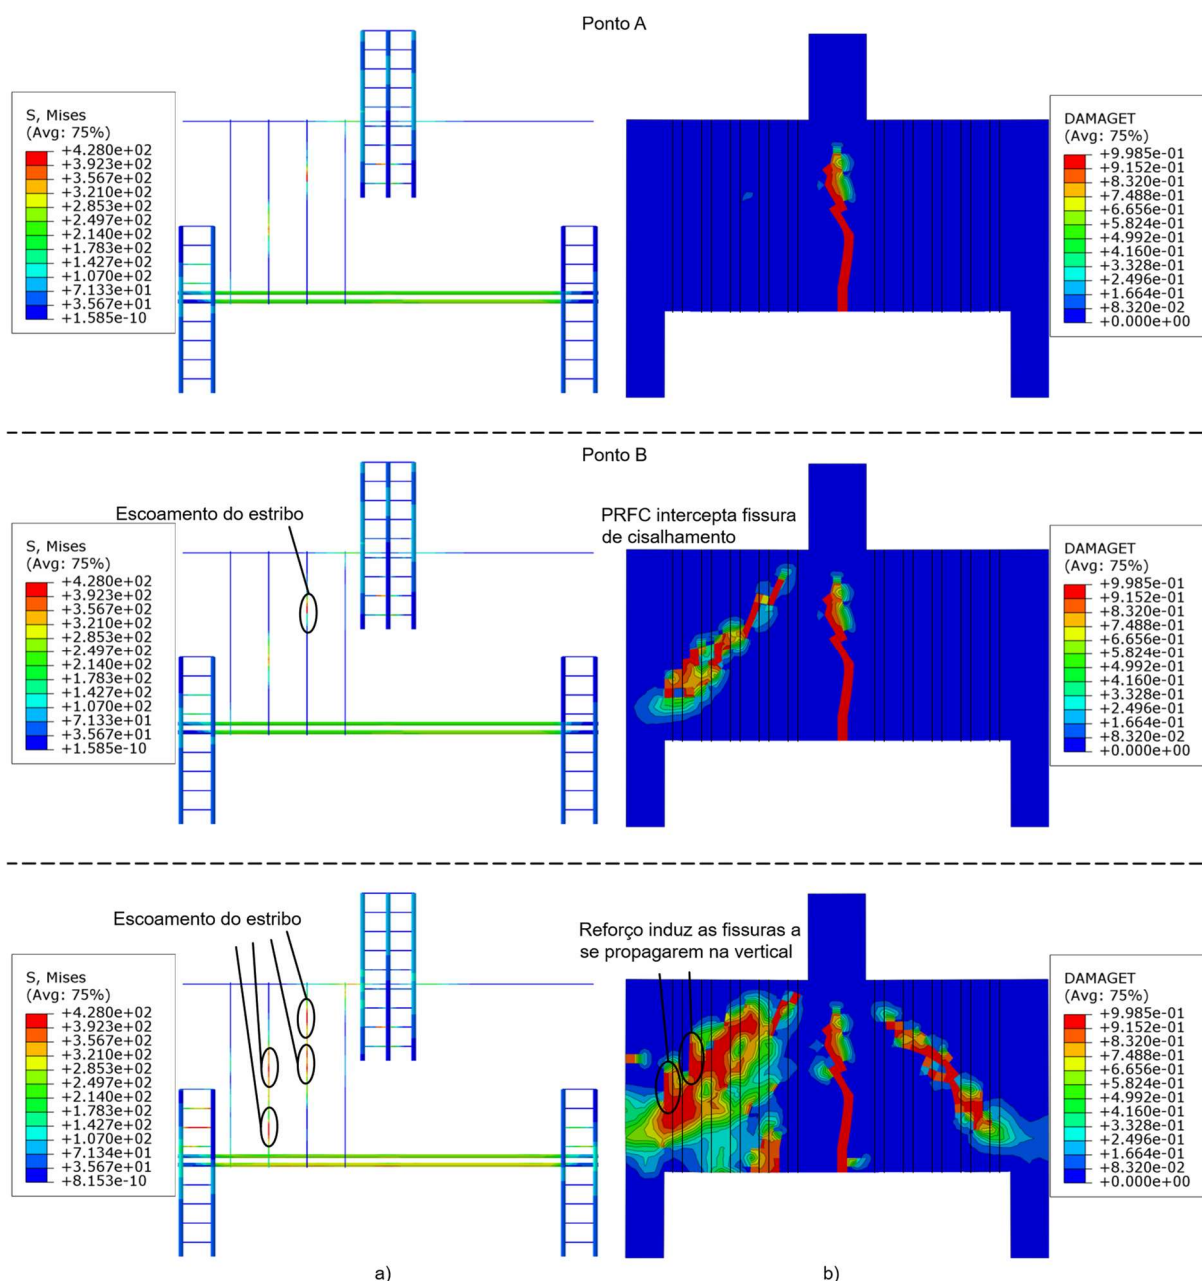 Ponto A
S, Mises
(Avg: 75%)
+4.280e+02
+3.923e+02
+3.567e+02
+3.210e+02
+2.853e+02
+2.497e+02
+2.140e+02
+1.783e+02
+1.427e+02
+1.070e+02
+7.133e+01
+3.567e+01
+1.585e-10
DAMAGET
(Avg: 75%)
+9.985e-01
+9.152e-01
+8.320e-01
+7.488e-01
+6.656e-01
+5.824e-01
+4.992e-01
+4.160e-01
+3.328e-01
+2.496e-01
+1.664e-01
+8.320e-02
+0.000e+00
Ponto B
Escoamento do estribo
PRFC intercepta fissura
de cisalhamento
S, Mises
(Avg: 75%)
+4.280e+02
+3.923e+02
+3.567e+02
+3.210e+02
+2.853e+02
+2.497e+02
+2.140e+02
+1.783e+02
+1.427e+02
+1.070e+02
+7.133e+01
+3.567e+01
+1.585e-10
DAMAGET
(Avg: 75%)
+9.985e-01
+9.152e-01
+8.320e-01
+7.488e-01
+6.656e-01
+5.824e-01
+4.992e-01
+4.160e-01
+3.328e-01
+2.496e-01
+1.664e-01
+8.320e-02
+0.000e+00
Escoamento do estribo
Reforço induz as fissuras a
se propagarem na vertical
S, Mises
(Avg: 75%)
+4.280e+02
+3.923e+02
+3.567e+02
+3.210e+02
+2.853e+02
+2.497e+02
+2.140e+02
+1.783e+02
+1.427e+02
+1.070e+02
+7.134e+01
+3.567e+01
+8.153e-10
DAMAGET
(Avg: 75%)
+9.985e-01
+9.152e-01
+8.320e-01
+7.488e-01
+6.656e-01
+5.824e-01
+4.992e-01
+4.160e-01
+3.328e-01
+2.496e-01
+1.664e-01
+8.320e-02
+0.000e+00
a)
b)